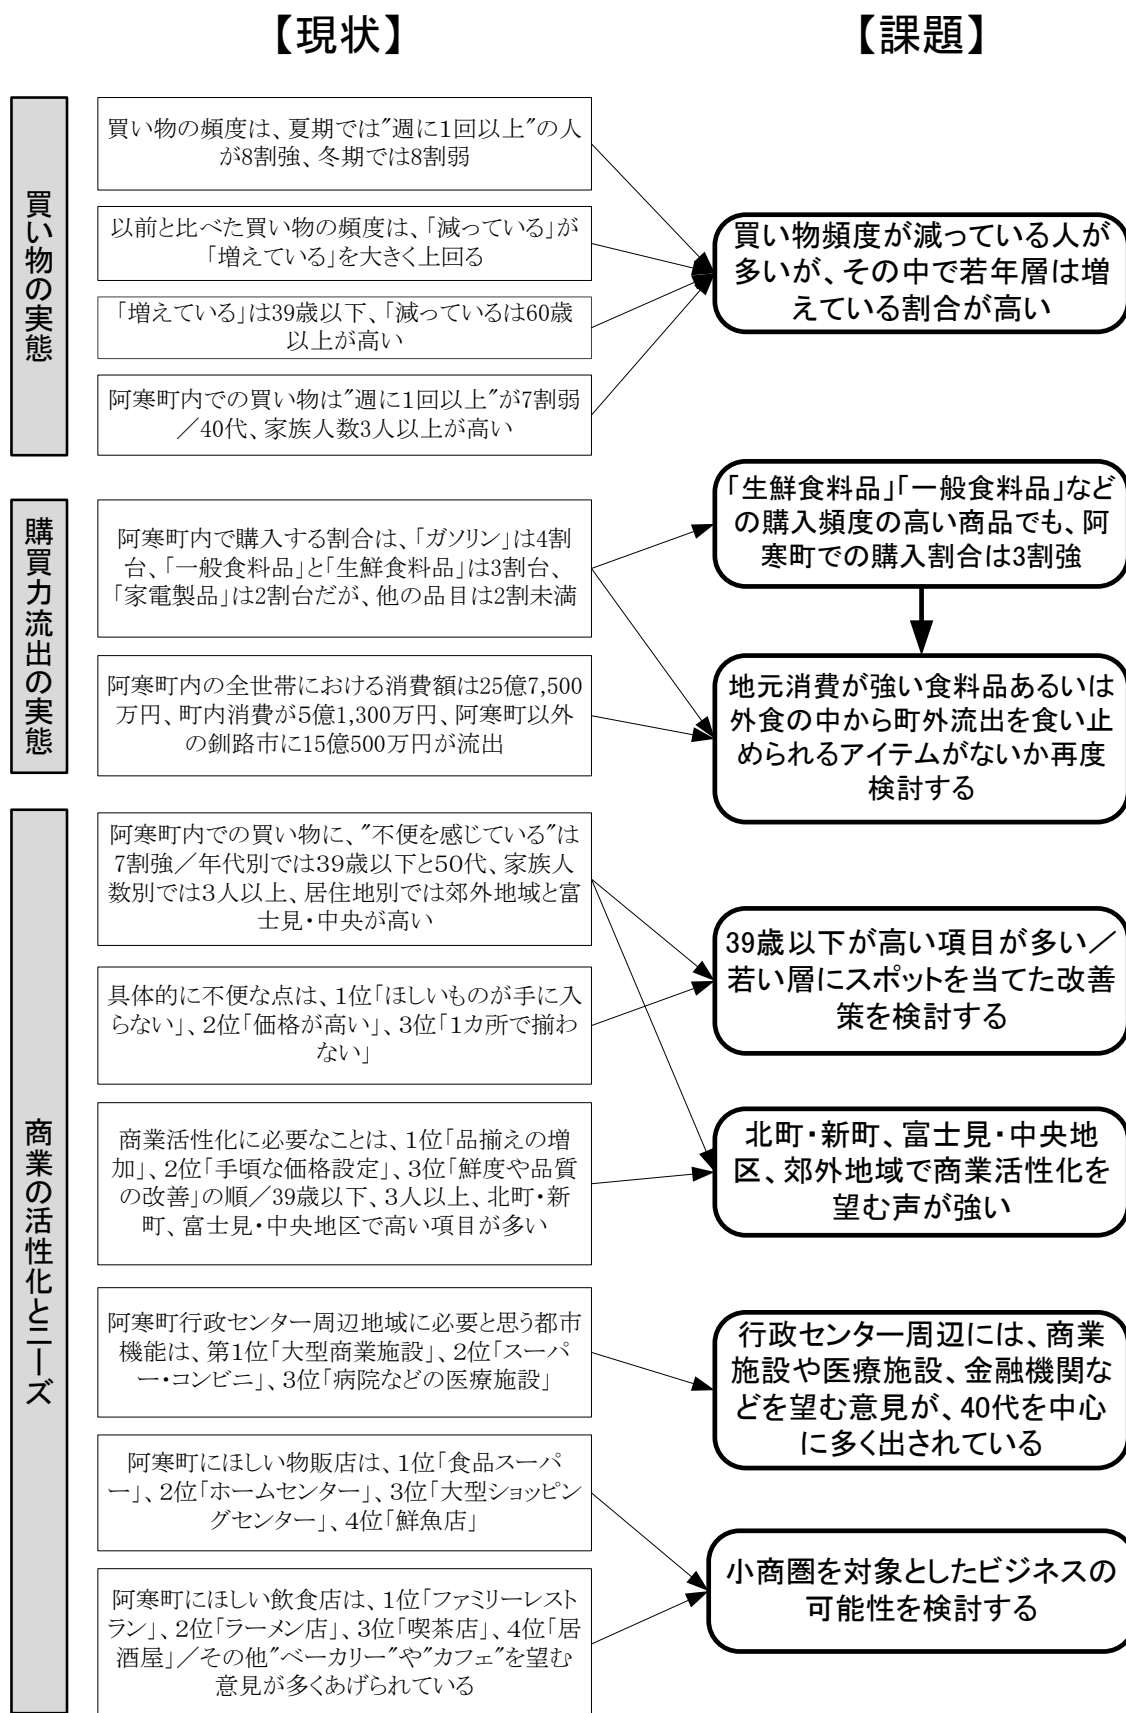 【現状】
【課題】
買い物の実態
買い物の頻度は、夏期では"週に1回以上"の人
が8割強、冬期では8割弱
以前と比べた買い物の頻度は、「減っている」が
「増えている」を大きく上回る
「増えている」は39歳以下、「減っているは60歳
以上が高い
阿寒町内での買い物は"週に1回以上"が7割弱
／40代、家族人数3人以上が高い
買い物頻度が減っている人が
多いが、その中で若年層は増
えている割合が高い
購買力流出の実態
阿寒町内で購入する割合は、「ガソリン」は4割
台、「一般食料品」と「生鮮食料品」は3割台、
「家電製品」は2割台だが、他の品目は2割未満
阿寒町内の全世帯における消費額は25億7,500
万円、町内消費が5億1,300万円、阿寒町以外
の釧路市に15億500万円が流出
「生鮮食料品」「一般食料品」など
の購入頻度の高い商品でも、阿
寒町での購入割合は3割強
地元消費が強い食料品あるいは
外食の中から町外流出を食い止
められるアイテムがないか再度
検討する
商業の活性化とニーズ
阿寒町内での買い物に、"不便を感じている"は
7割強／年代別では39歳以下と50代、家族人
数別では3人以上、居住地別では郊外地域と富
士見・中央が高い
具体的に不便な点は、1位「ほしいものが手に入
らない」、2位「価格が高い」、3位「1カ所で揃わ
ない」
商業活性化に必要なことは、1位「品揃えの増
加」、2位「手頃な価格設定」、3位「鮮度や品質
の改善」の順／39歳以下、3人以上、北町・新
町、富士見・中央地区で高い項目が多い
阿寒町行政センター周辺地域に必要と思う都市
機能は、第1位「大型商業施設」、2位「スー
パー・コンビニ」、3位「病院などの医療施設」
阿寒町にほしい物販店は、1位「食品スーパ
ー」、2位「ホームセンター」、3位「大型ショッピン
グセンター」、4位「鮮魚店」
阿寒町にほしい飲食店は、1位「ファミリーレスト
ラン」、2位「ラーメン店」、3位「喫茶店」、4位「居
酒屋」／その他"ベーカリー"や"カフェ"を望む
意見が多くあげられている
39歳以下が高い項目が多い／
若い層にスポットを当てた改善
策を検討する
北町・新町、富士見・中央地
区、郊外地域で商業活性化を
望む声が強い
行政センター周辺には、商業
施設や医療施設、金融機関な
どを望む意見が、40代を中心
に多く出されている
小商圏を対象としたビジネスの
可能性を検討する